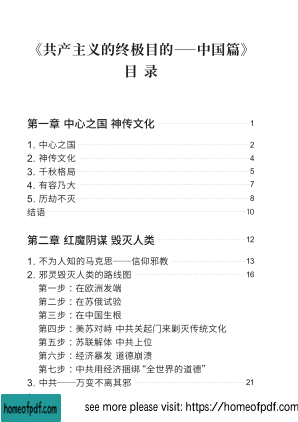 《共产主义的终极目的——中国篇》
目 录
第一章 中心之国 神传文化 1
1. 中心之国 2
2. 神传文化 4
3. 千秋格局 5
4. 有容乃大 7
5. 历劫不灭 8
结语 10
第二章 红魔阴谋 毁灭人类 12
1. 不为人知的马克思——信仰邪教 13
2. 邪灵毁灭人类的路线图 16
第一步：在欧洲发端
第二步：在苏俄试验
第三步：在中国生根
第四步：美苏对峙 中共关起门来剿灭传统文化
第五步：苏联解体 中共上位
第六步：经济暴发 道德崩溃
第七步：中共用经济捆绑“全世界的道德”
3. 中共——万变不离其邪 21
homeofpdf.com
see more please visit: https://homeofpdf.com